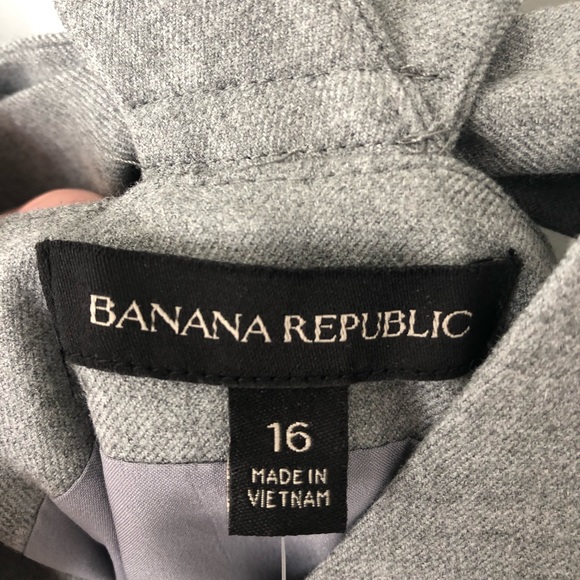 BANANA REPUBLIC
16
MADE IN
VIETNAM